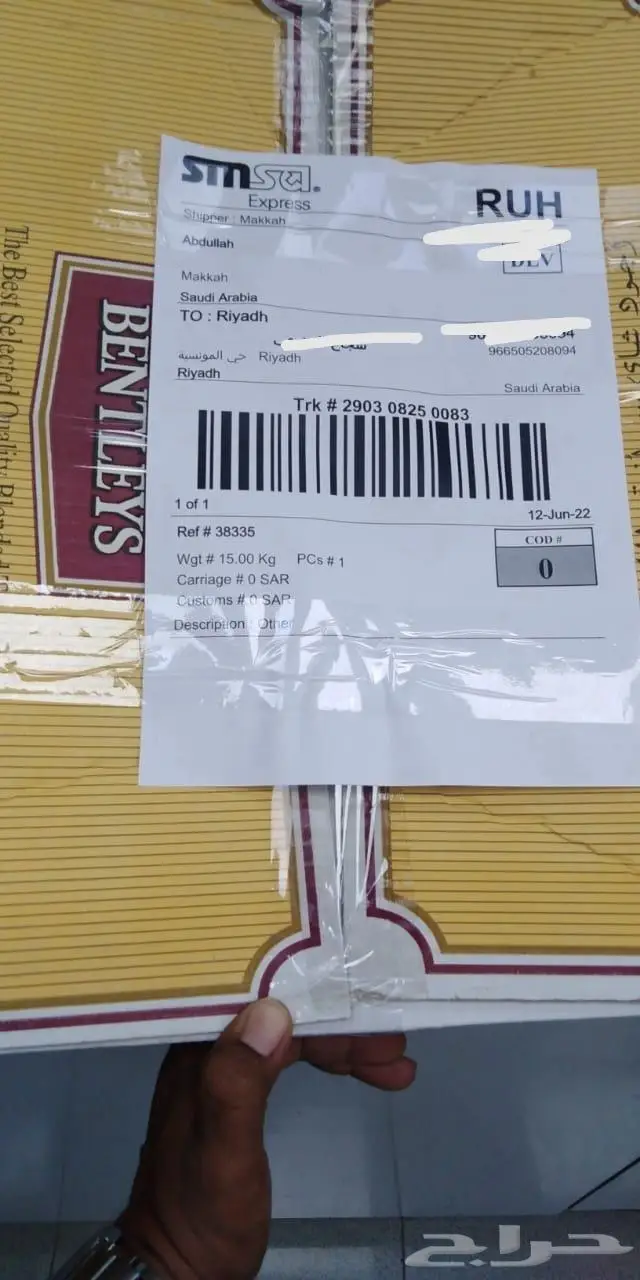 smsa
Express
RUH
Shipper : Makkah
Abdullah
DEV
Makkah
Saudi Arabia
TO : Riyadh
حي المونسية Riyadh
966505208094
Riyadh
Saudi Arabia
Trk # 2903 0825 0083
1 of 1
12-Jun-22
Ref # 38335
COD #
0
Wgt # 15.00 Kg PCs # 1
Carriage # 0 SAR
Customs # 0 SAR
Description : Other
BENTLEYS
The Best Selected Quality Blended
حراج